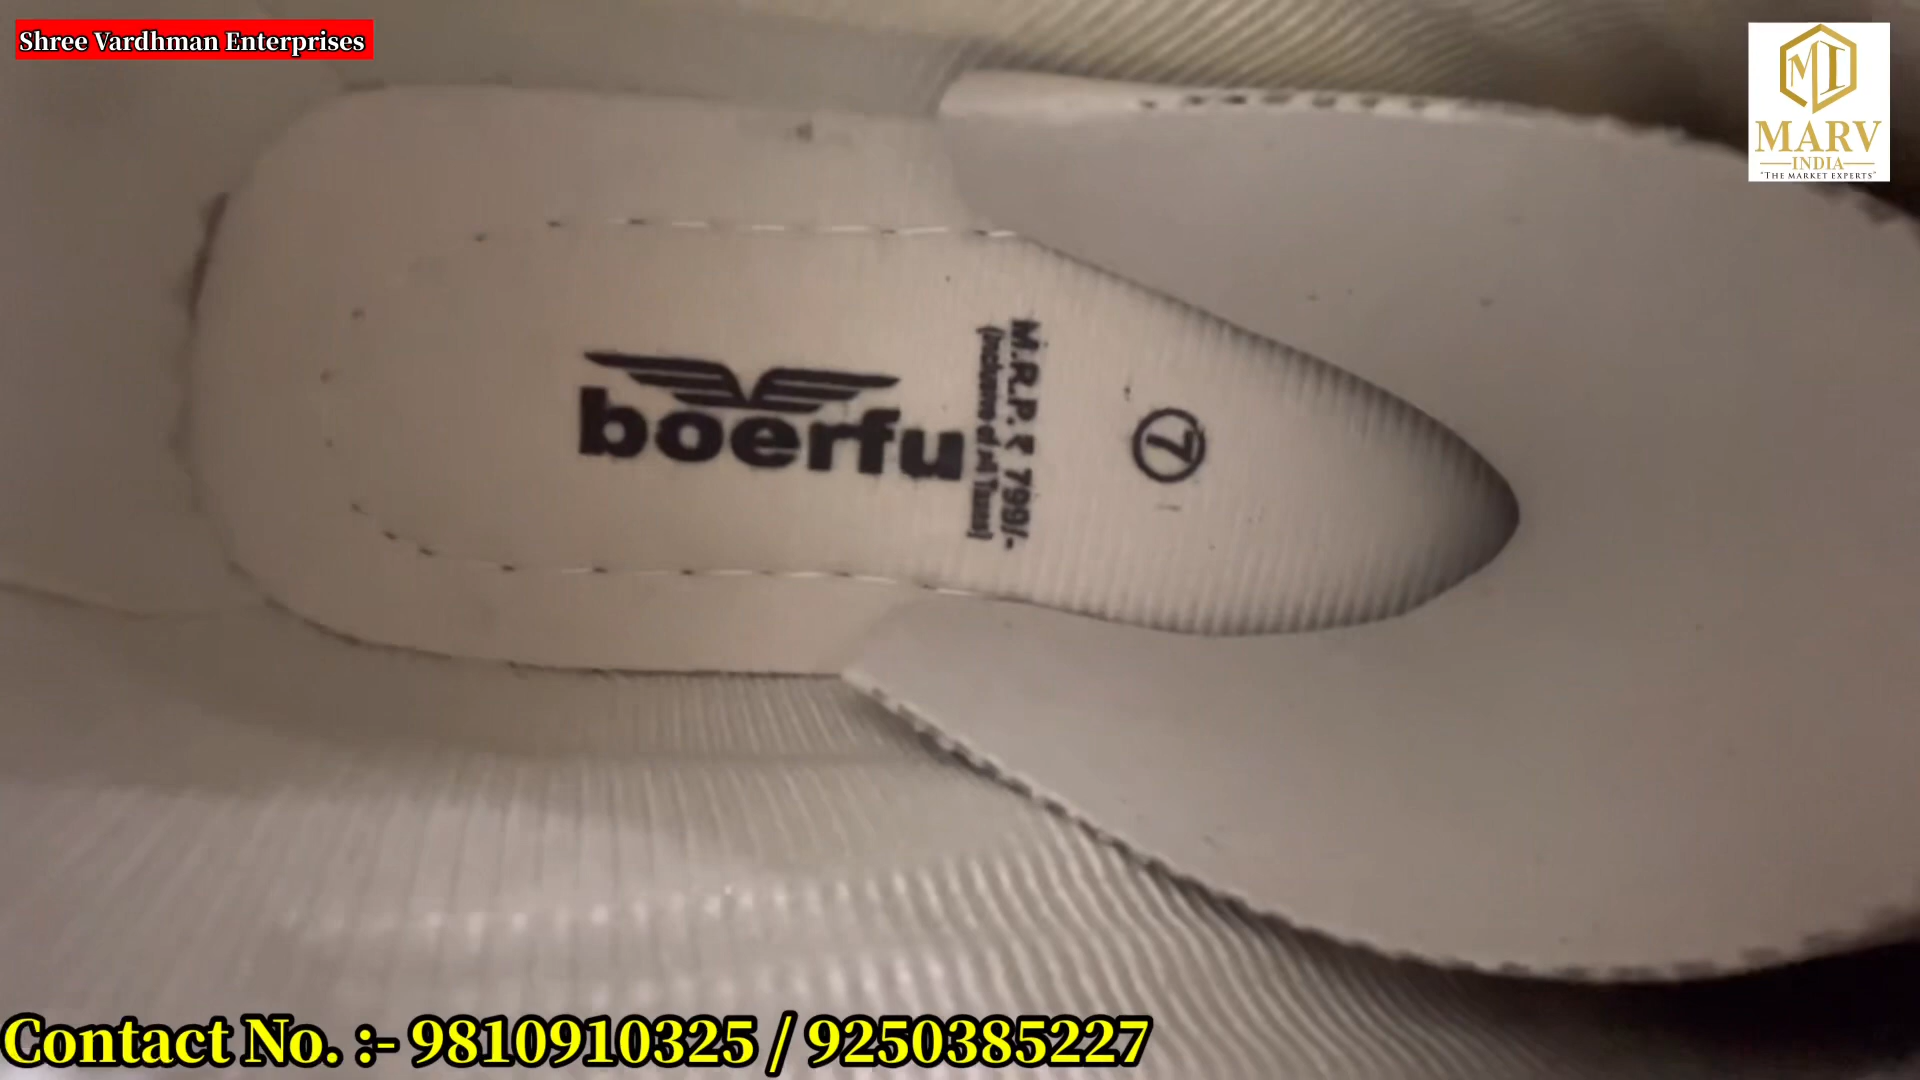 Shree Vardhman Enterprises
MI
MARV
INDIA
"THE MARKET EXPERTS"
boerfu
M.R.P. ₹ 799/-
(Inclusive of all Taxes)
7
Contact No. :- 9810910325 / 9250385227